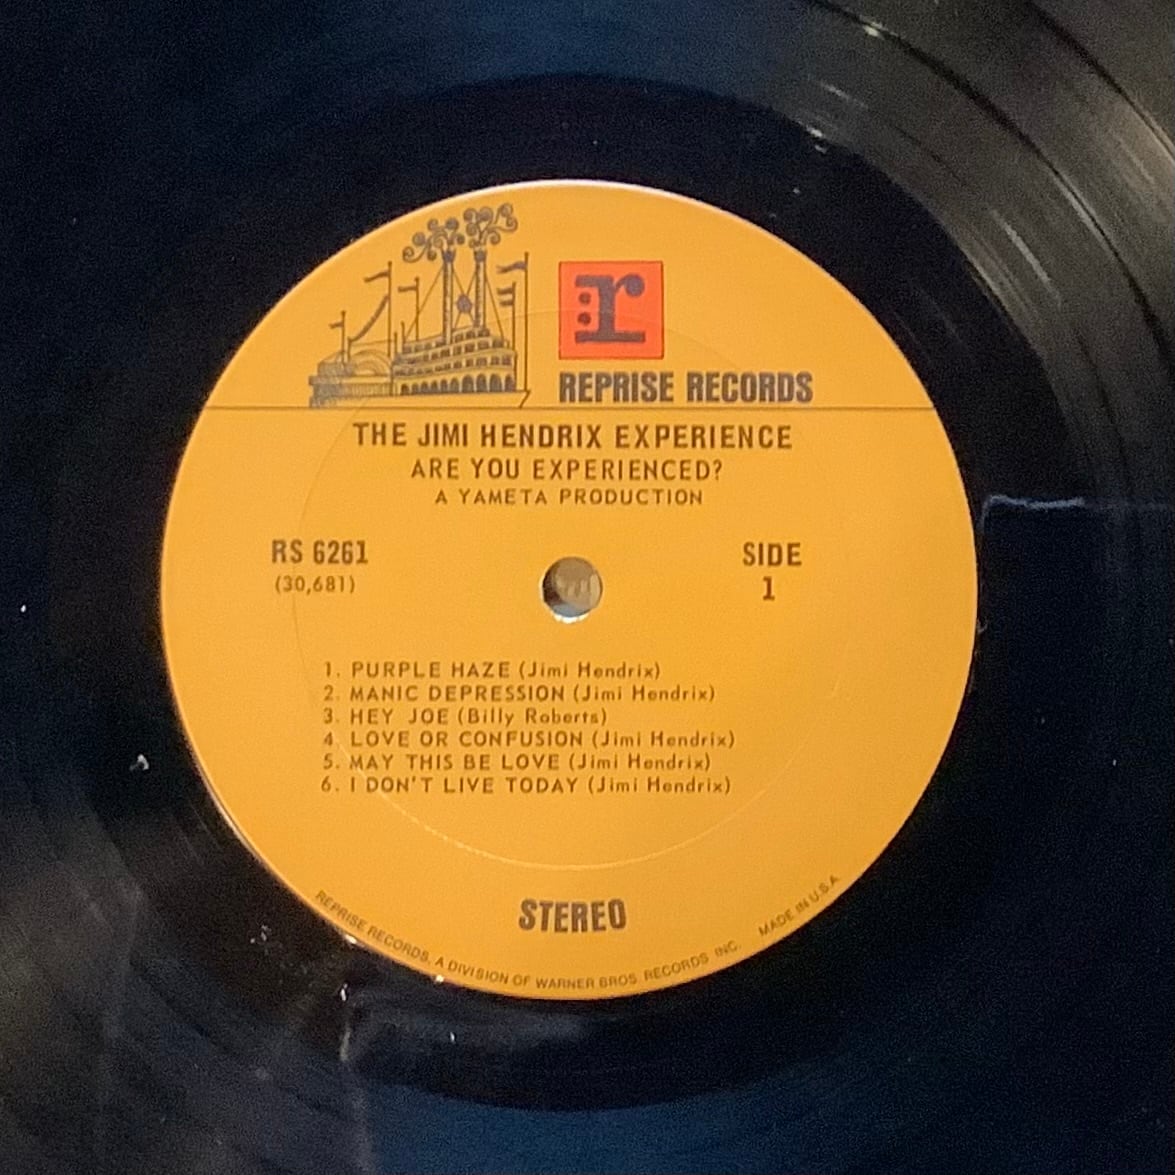 r
REPRISE RECORDS
THE JIMI HENDRIX EXPERIENCE
ARE YOU EXPERIENCED?
A YAMETA PRODUCTION
RS 6261
(30,681)
SIDE
1
1. PURPLE HAZE (Jimi Hendrix)
2. MANIC DEPRESSION (Jimi Hendrix)
3. HEY JOE (Billy Roberts)
4. LOVE OR CONFUSION (Jimi Hendrix)
5. MAY THIS BE LOVE (Jimi Hendrix)
6. I DON'T LIVE TODAY (Jimi Hendrix)
STEREO
REPRISE RECORDS, A DIVISION OF WARNER BROS. RECORDS INC. MADE IN U.S.A.